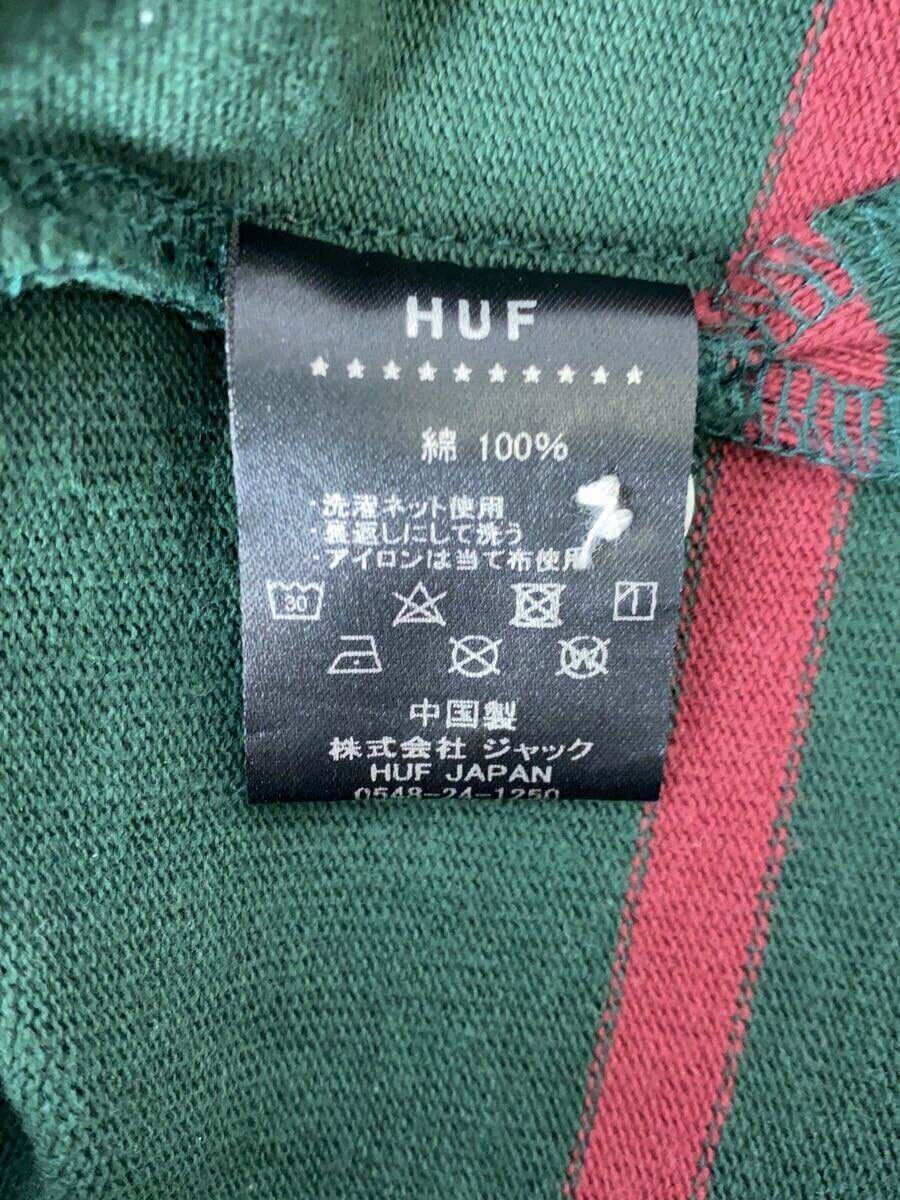 HUF
綿 100%
・洗濯ネット使用
・裏返しにして洗う
・アイロンは当て布使用
30
W
中国製
株式会社 ジャック
HUF JAPAN
0548-24-1250